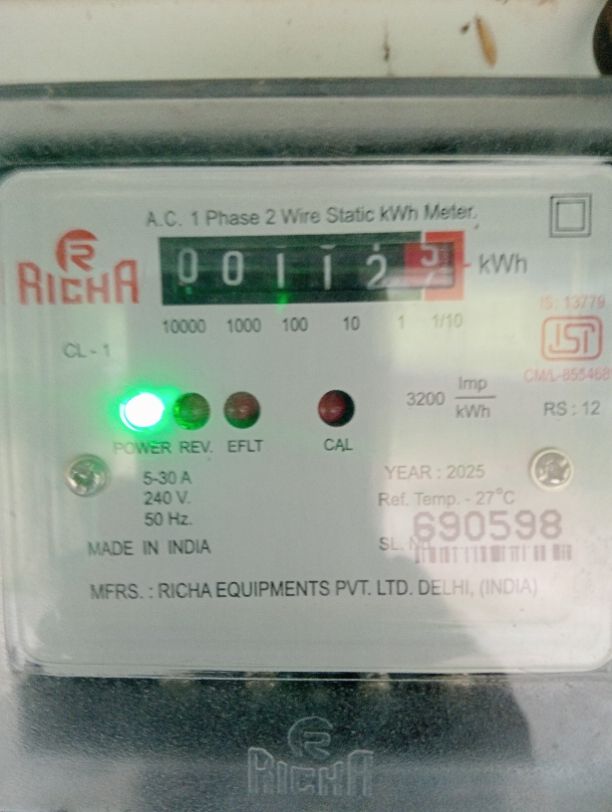 A.C. 1 Phase 2 Wire Static kWh Meter.
RICHA
0 0 1 1 2
kWh
10000 1000 100 10 1 1/10
IS: 13779
ISI
CL - 1
CM/L-855468
3200 Imp/kWh
RS : 12
POWER REV. EFLT CAL
5-30 A
240 V.
50 Hz.
YEAR : 2025
Ref. Temp. - 27°C
690598
SL.
MADE IN INDIA
MFRS. : RICHA EQUIPMENTS PVT. LTD. DELHI, (INDIA)
RICHA